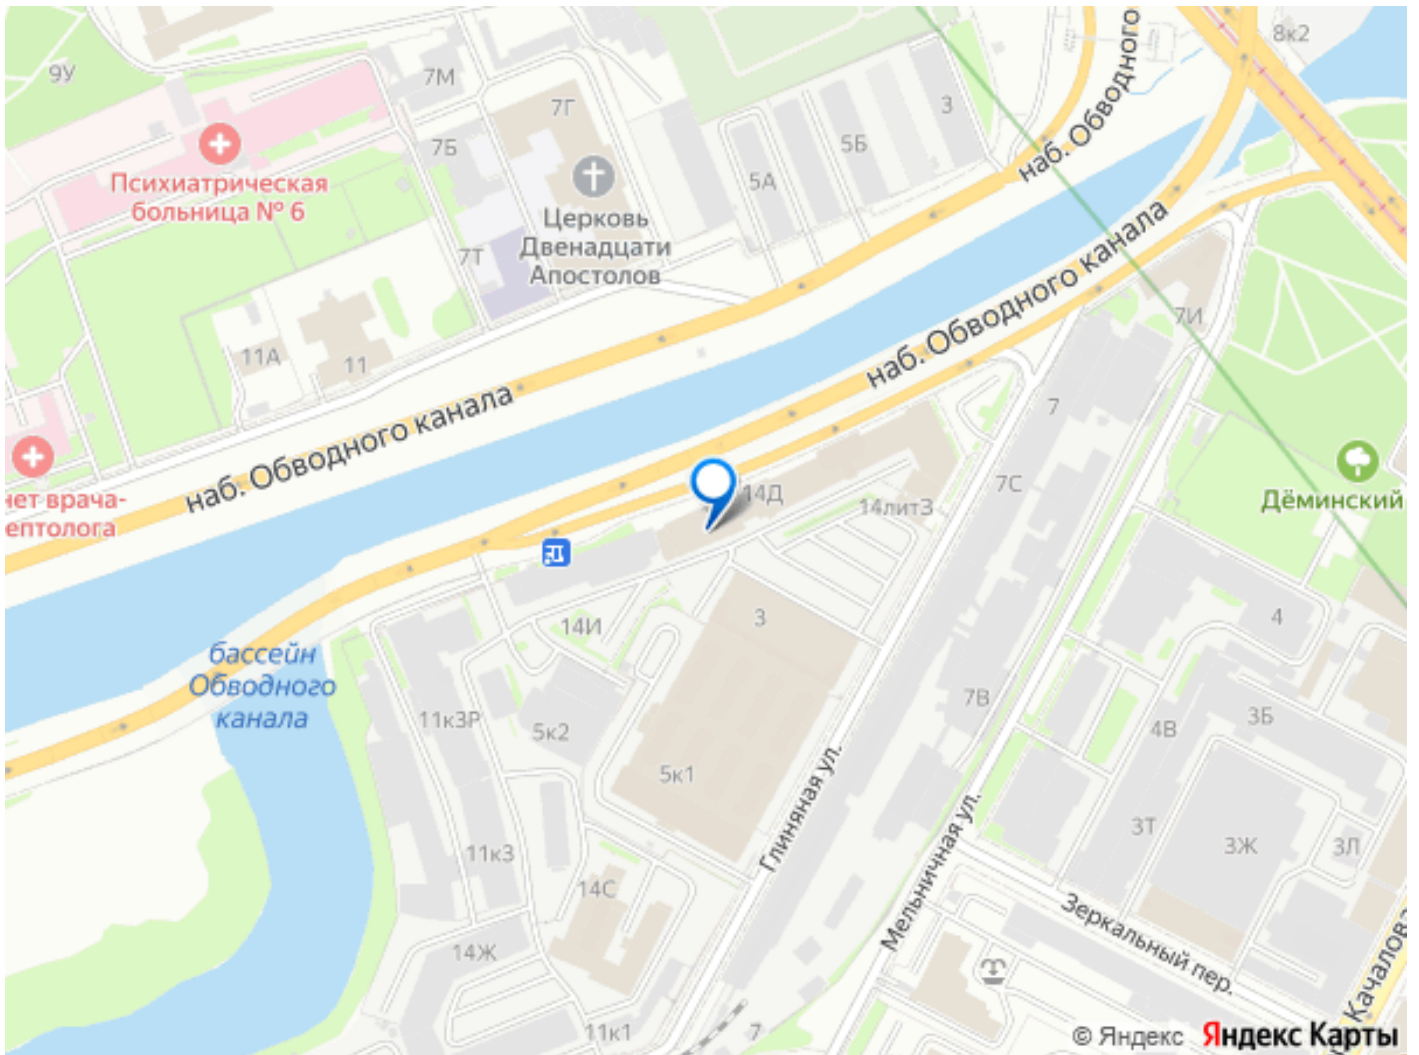 8к2
9У
7М
7Г
3
7Б
5Б
5А
наб. Обводного
Психиатрическая
больница № 6
Церковь
Двенадцати
Апостолов
7Т
наб. Обводного канала
7И
11А
11
наб. Обводного канала
7
7С
14Д
14лит3
Дёминский
нет врача-
ептолога
3
14И
4
бассейн
Обводного
канала
11к3Р
5к2
7В
4В
3Б
5к1
Глиняная ул.
3Т
3Ж
3Л
Мельничная ул.
11к3
14С
Зеркальный пер.
14Ж
Качалова
11к1
7
© Яндекс Яндекс Карты